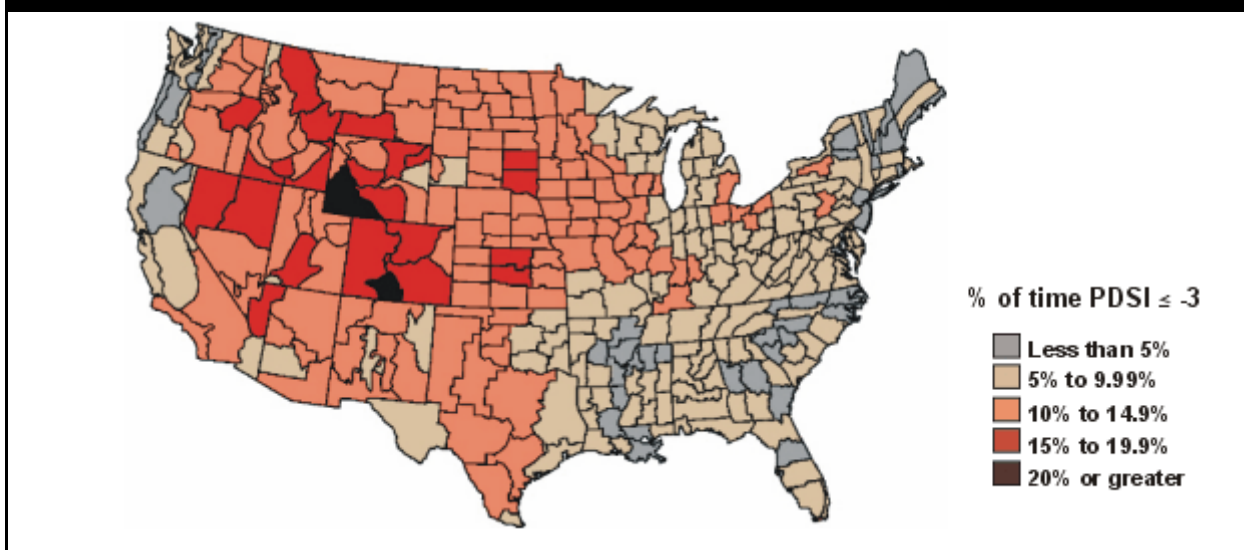 % of time PDSI ≤ -3
Less than 5%
5% to 9.99%
10% to 14.9%
15% to 19.9%
20% or greater